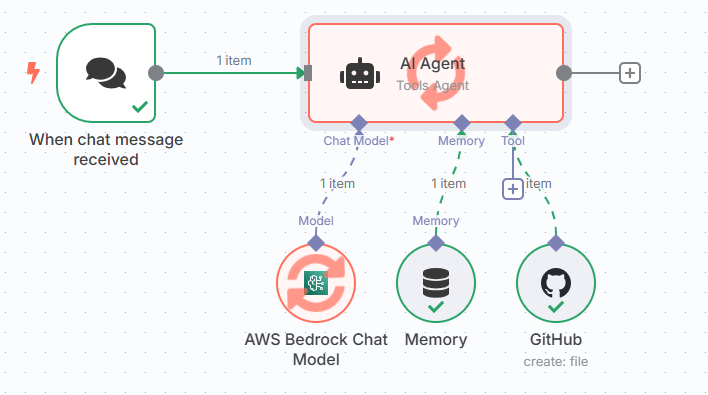 1 item
AI Agent
Tools Agent
When chat message
received
Chat Model*
Memory
Tool
1 item
1 item
item
Model
Memory
AWS Bedrock Chat
Model
Memory
GitHub
create: file